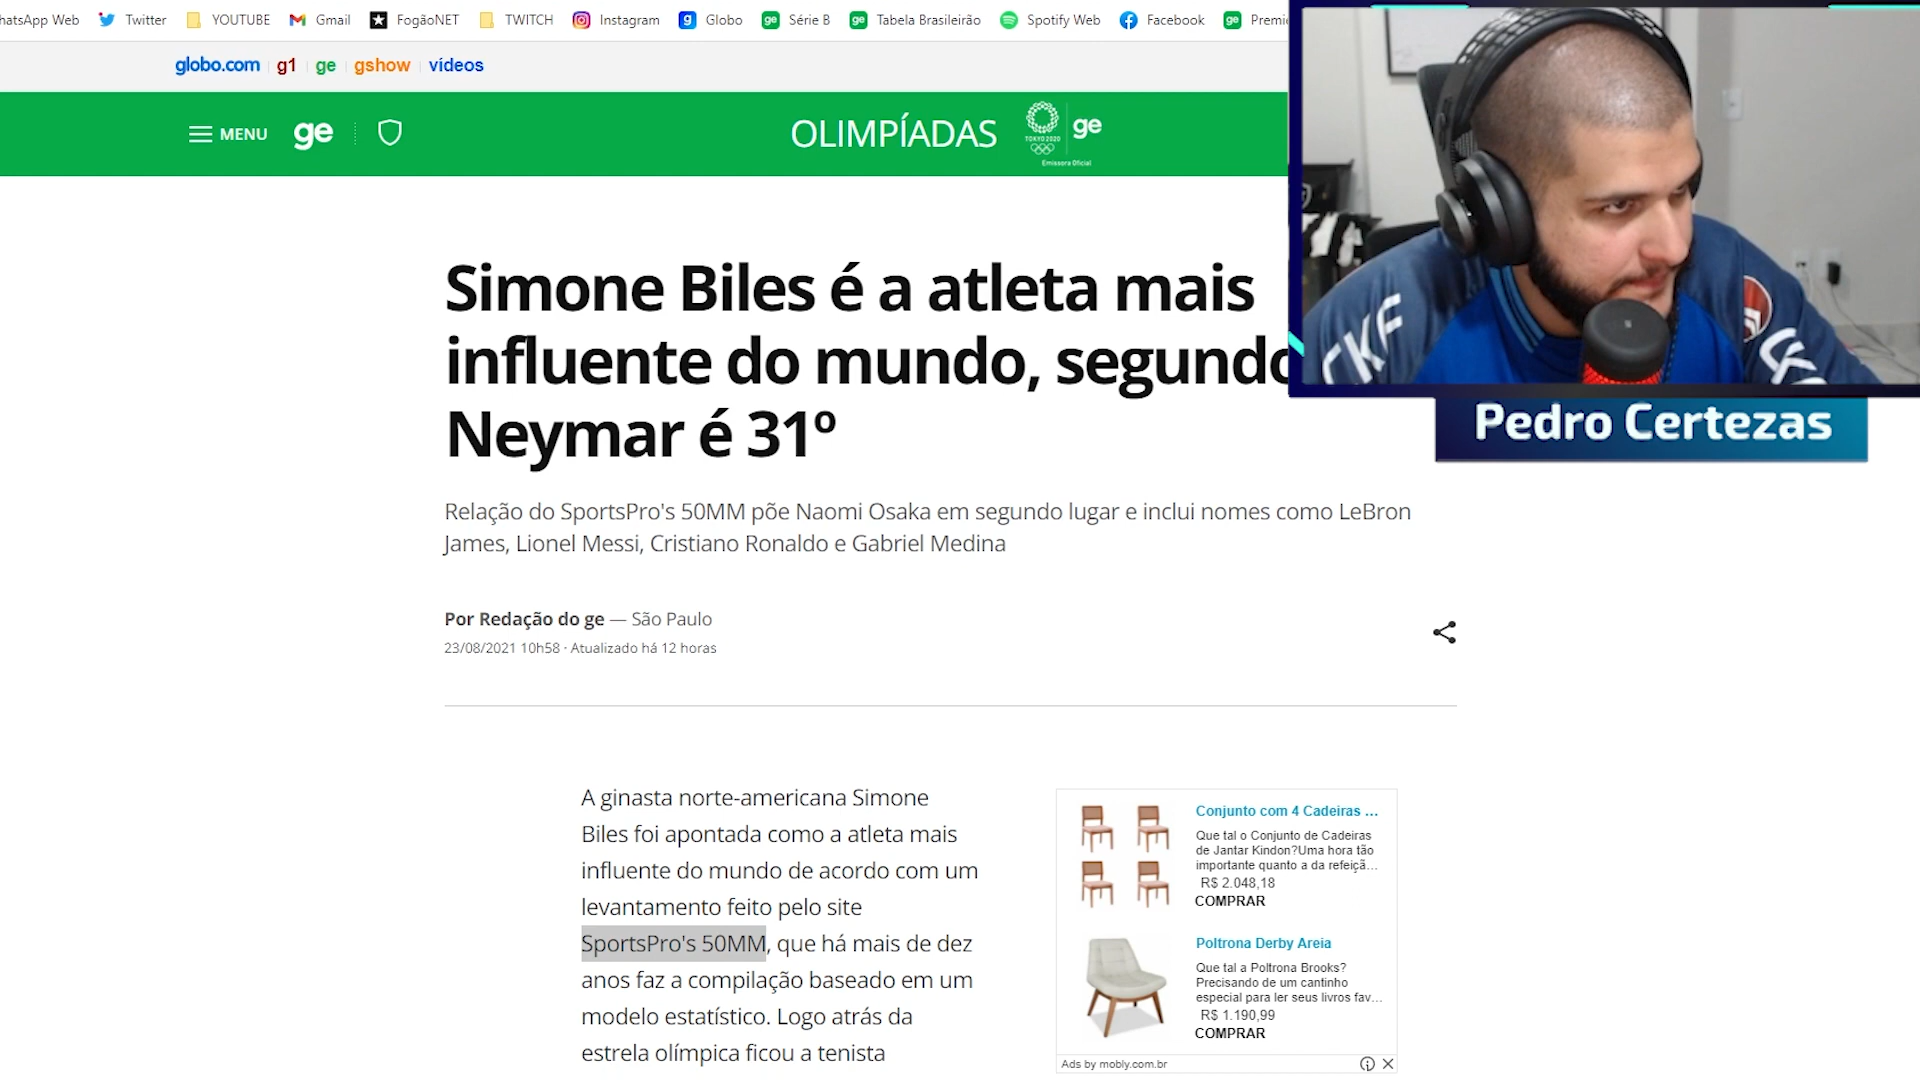 hatsApp Web Twitter YOUTUBE Gmail FogãoNET TWITCH Instagram Globo Série B Tabela Brasileirão Spotify Web Facebook Premie
globo.com g1 ge gshow vídeos
MENU ge OLIMPÍADAS TOKYO 2020 ge
Emissora Oficial
Simone Biles é a atleta mais
influente do mundo, segundo
Neymar é 31º
Pedro Certezas
Relação do SportsPro's 50MM põe Naomi Osaka em segundo lugar e inclui nomes como LeBron
James, Lionel Messi, Cristiano Ronaldo e Gabriel Medina
Por Redação do ge — São Paulo
23/08/2021 10h58 · Atualizado há 12 horas
A ginasta norte-americana Simone
Biles foi apontada como a atleta mais
influente do mundo de acordo com um
levantamento feito pelo site
SportsPro's 50MM, que há mais de dez
anos faz a compilação baseado em um
modelo estatístico. Logo atrás da
estrela olímpica ficou a tenista
Conjunto com 4 Cadeiras ...
Que tal o Conjunto de Cadeiras
de Jantar Kindon?Uma hora tão
importante quanto a da refeiçã...
R$ 2.048,18
COMPRAR
Poltrona Derby Areia
Que tal a Poltrona Brooks?
Precisando de um cantinho
especial para ler seus livros fav...
R$ 1.190,99
COMPRAR
Ads by mobly.com.br